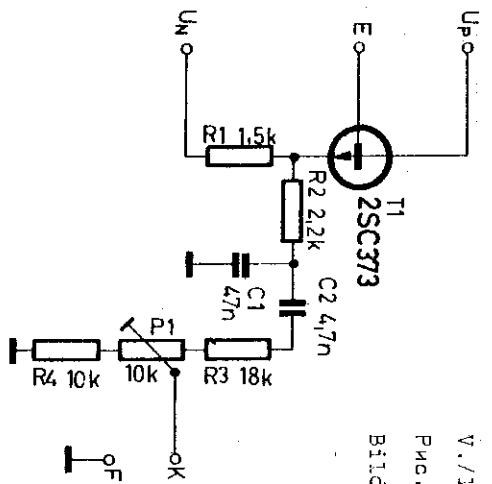 U_P
E
U_N
T1
2SC373
R1 1,5k
R2 2,2k
C1
47n
C2 4,7n
R3 18k
P1
10k
R4 10k
K
F
Рис.
Bild